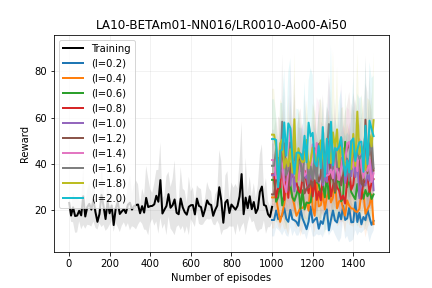 LA10-BETAm01-NN016/LR0010-Ao00-Ai50
Training
(l=0.2)
(l=0.4)
(l=0.6)
(l=0.8)
(l=1.0)
(l=1.2)
(l=1.4)
(l=1.6)
(l=1.8)
(l=2.0)
Reward
80
60
40
20
0 200 400 600 800 1000 1200 1400
Number of episodes